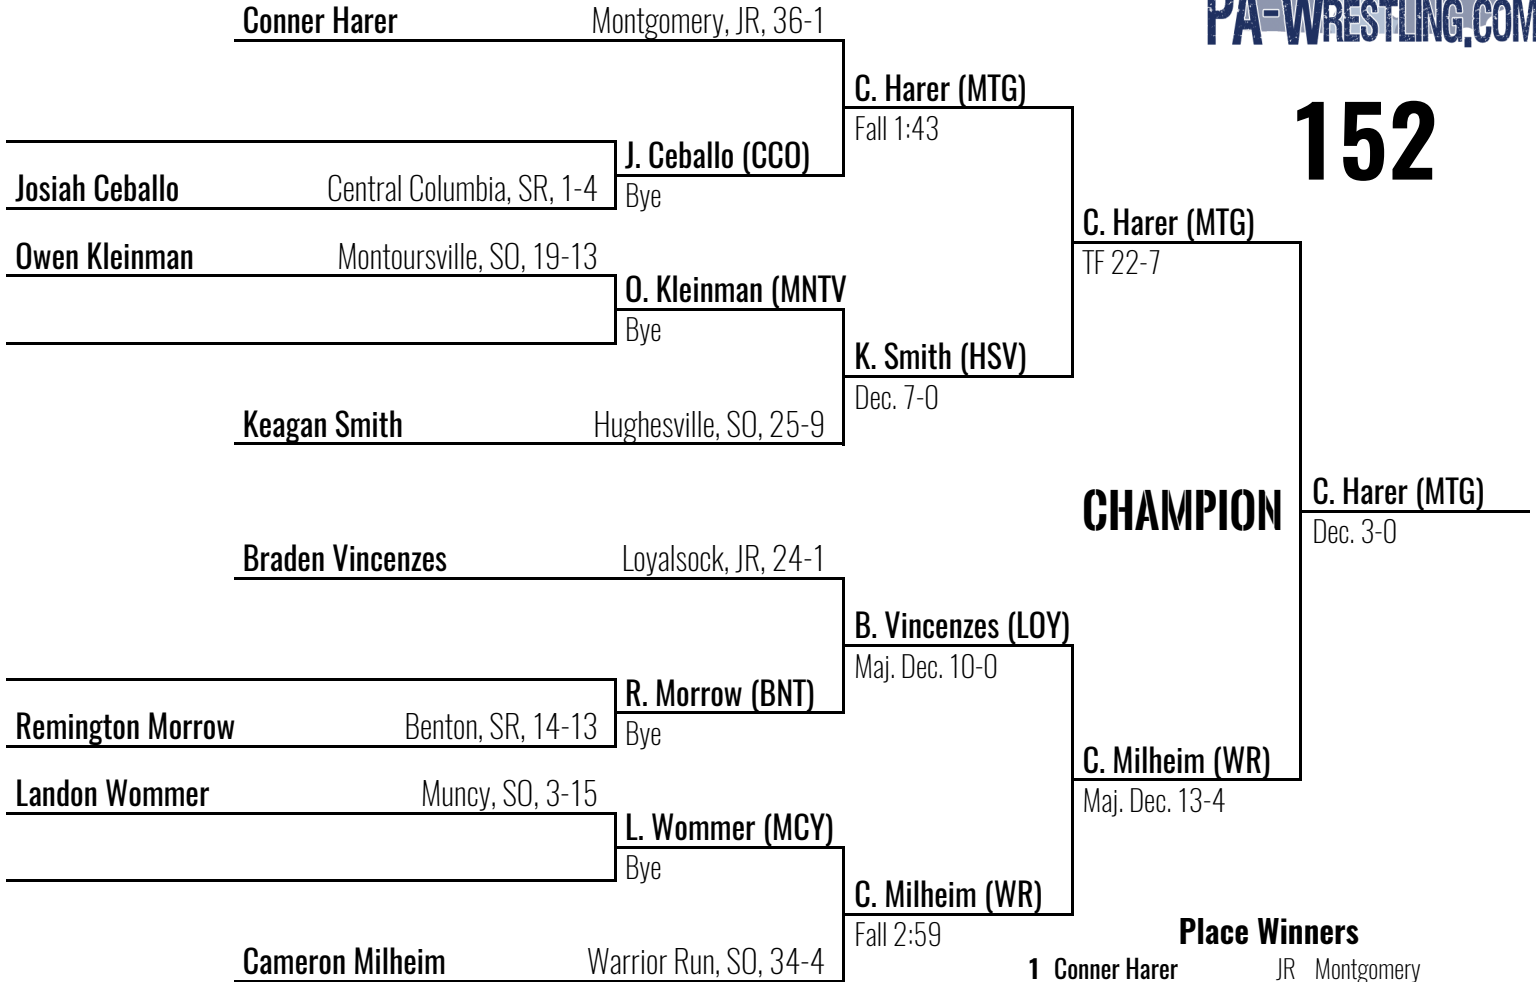 PA-WRESTLING.COM
152
Conner Harer Montgomery, JR, 36-1
C. Harer (MTG)
Fall 1:43
J. Ceballo (CCO)
Bye
Josiah Ceballo Central Columbia, SR, 1-4
C. Harer (MTG)
TF 22-7
Owen Kleinman Montoursville, SO, 19-13
O. Kleinman (MNTV
Bye
K. Smith (HSV)
Dec. 7-0
Keagan Smith Hughesville, SO, 25-9
CHAMPION
C. Harer (MTG)
Dec. 3-0
Braden Vincenzes Loyalsock, JR, 24-1
B. Vincenzes (LOY)
Maj. Dec. 10-0
R. Morrow (BNT)
Bye
Remington Morrow Benton, SR, 14-13
C. Milheim (WR)
Maj. Dec. 13-4
Landon Wommer Muncy, SO, 3-15
L. Wommer (MCY)
Bye
C. Milheim (WR)
Fall 2:59
Cameron Milheim Warrior Run, SO, 34-4
Place Winners
1 Conner Harer JR Montgomery